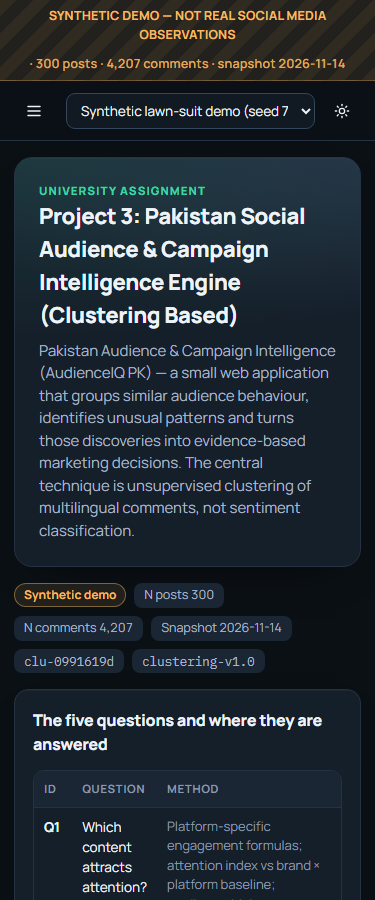 SYNTHETIC DEMO — NOT REAL SOCIAL MEDIA
OBSERVATIONS
· 300 posts · 4,207 comments · snapshot 2026-11-14
Synthetic lawn-suit demo (seed 7
UNIVERSITY ASSIGNMENT
Project 3: Pakistan Social
Audience & Campaign
Intelligence Engine
(Clustering Based)
Pakistan Audience & Campaign Intelligence
(AudienceIQ PK) — a small web application
that groups similar audience behaviour,
identifies unusual patterns and turns
those discoveries into evidence-based
marketing decisions. The central
technique is unsupervised clustering of
multilingual comments, not sentiment
classification.
Synthetic demo N posts 300
N comments 4,207 Snapshot 2026-11-14
clu-0991619d clustering-v1.0
The five questions and where they are
answered
ID QUESTION METHOD
Q1 Which Platform-specific
content engagement formulas;
attracts attention index vs brand ×
attention? platform baseline;